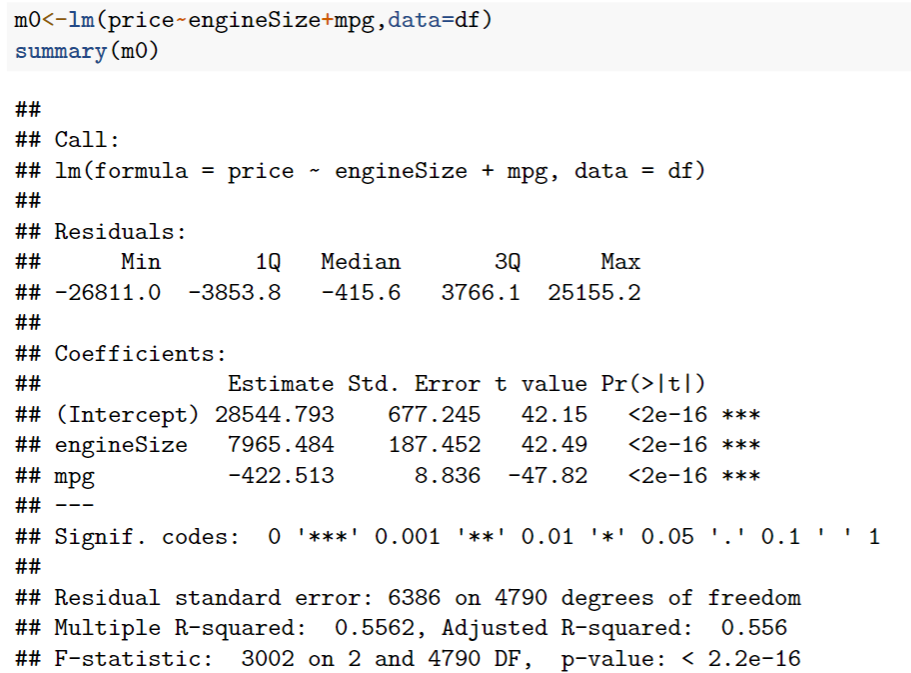 m0<-lm(price~engineSize+mpg,data=df)
summary(m0)
##
## Call:
## lm(formula = price ~ engineSize + mpg, data = df)
##
## Residuals:
##      Min       1Q   Median       3Q      Max
## -26811.0  -3853.8   -415.6   3766.1  25155.2
##
## Coefficients:
##              Estimate Std. Error t value Pr(>|t|)
## (Intercept) 28544.793    677.245   42.15   <2e-16 ***
## engineSize   7965.484    187.452   42.49   <2e-16 ***
## mpg          -422.513      8.836  -47.82   <2e-16 ***
## ---
## Signif. codes:  0 '***' 0.001 '**' 0.01 '*' 0.05 '.' 0.1 ' ' 1
##
## Residual standard error: 6386 on 4790 degrees of freedom
## Multiple R-squared:  0.5562, Adjusted R-squared:  0.556
## F-statistic:  3002 on 2 and 4790 DF,  p-value: < 2.2e-16